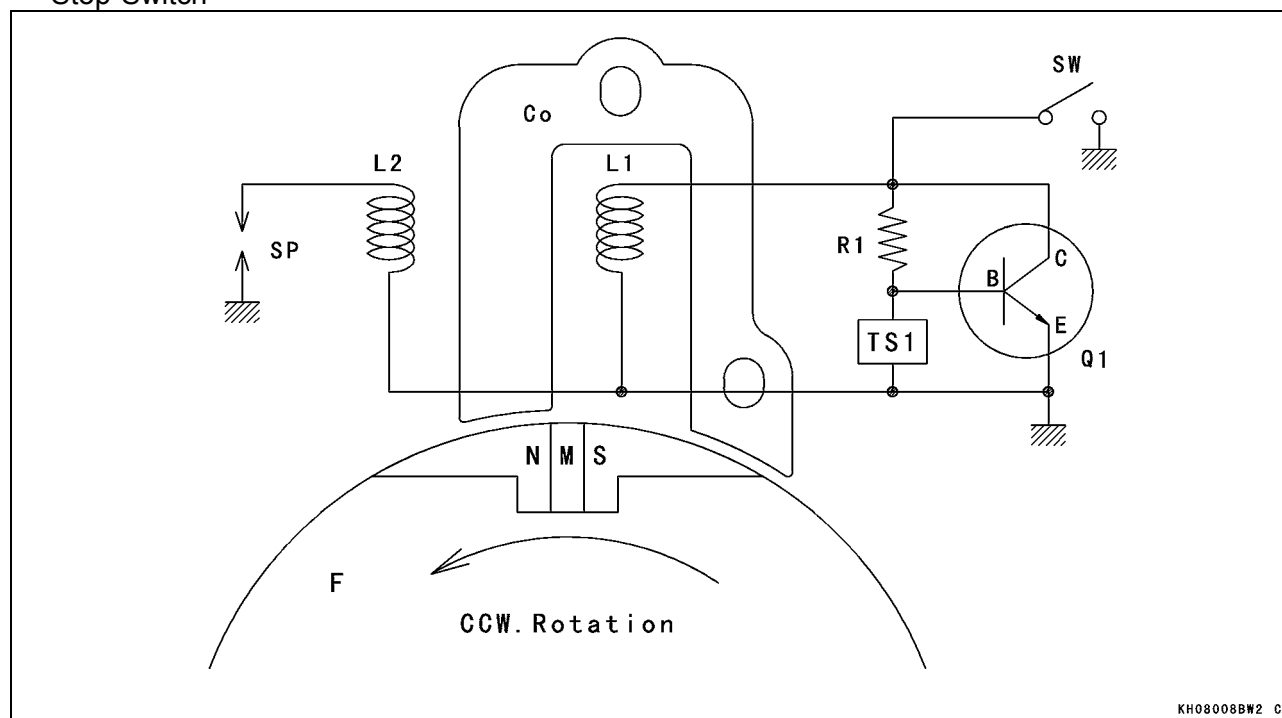 Stop Switch
SW
Co
L2
L1
SP
R1
C
B
E
TS1
Q1
N M S
F
CCW. Rotation
KH08008BW2 C